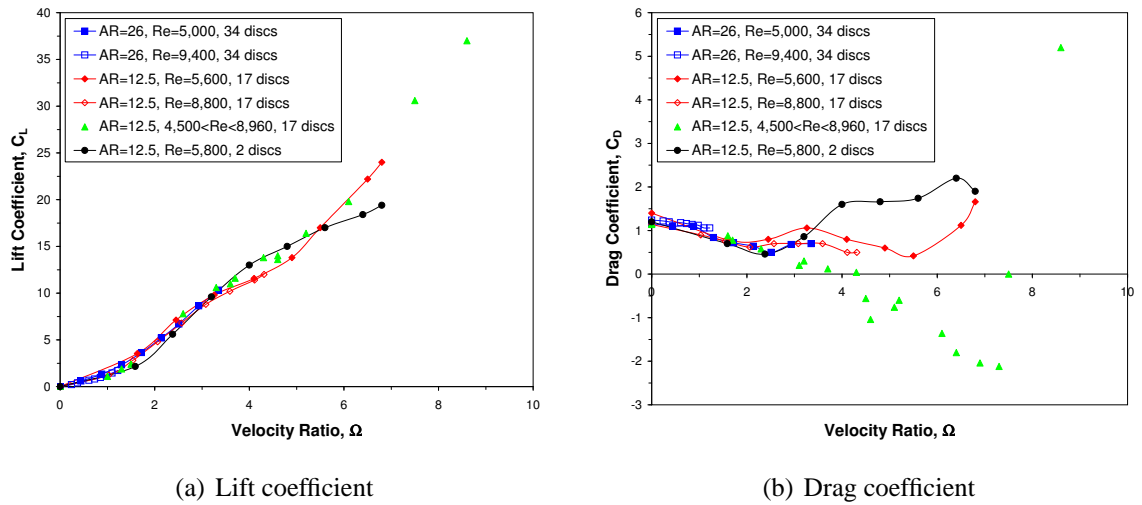 40
35
30
25
20
15
10
5
0
Lift Coefficient, C_L
AR=26, Re=5,000, 34 discs
AR=26, Re=9,400, 34 discs
AR=12.5, Re=5,600, 17 discs
AR=12.5, Re=8,800, 17 discs
AR=12.5, 4,500<Re<8,960, 17 discs
AR=12.5, Re=5,800, 2 discs
0 2 4 6 8 10
Velocity Ratio, Ω
(a) Lift coefficient
6
5
4
3
2
1
0
-1
-2
-3
Drag Coefficient, C_D
AR=26, Re=5,000, 34 discs
AR=26, Re=9,400, 34 discs
AR=12.5, Re=5,600, 17 discs
AR=12.5, Re=8,800, 17 discs
AR=12.5, 4,500<Re<8,960, 17 discs
AR=12.5, Re=5,800, 2 discs
0 2 4 6 8 10
Velocity Ratio, Ω
(b) Drag coefficient